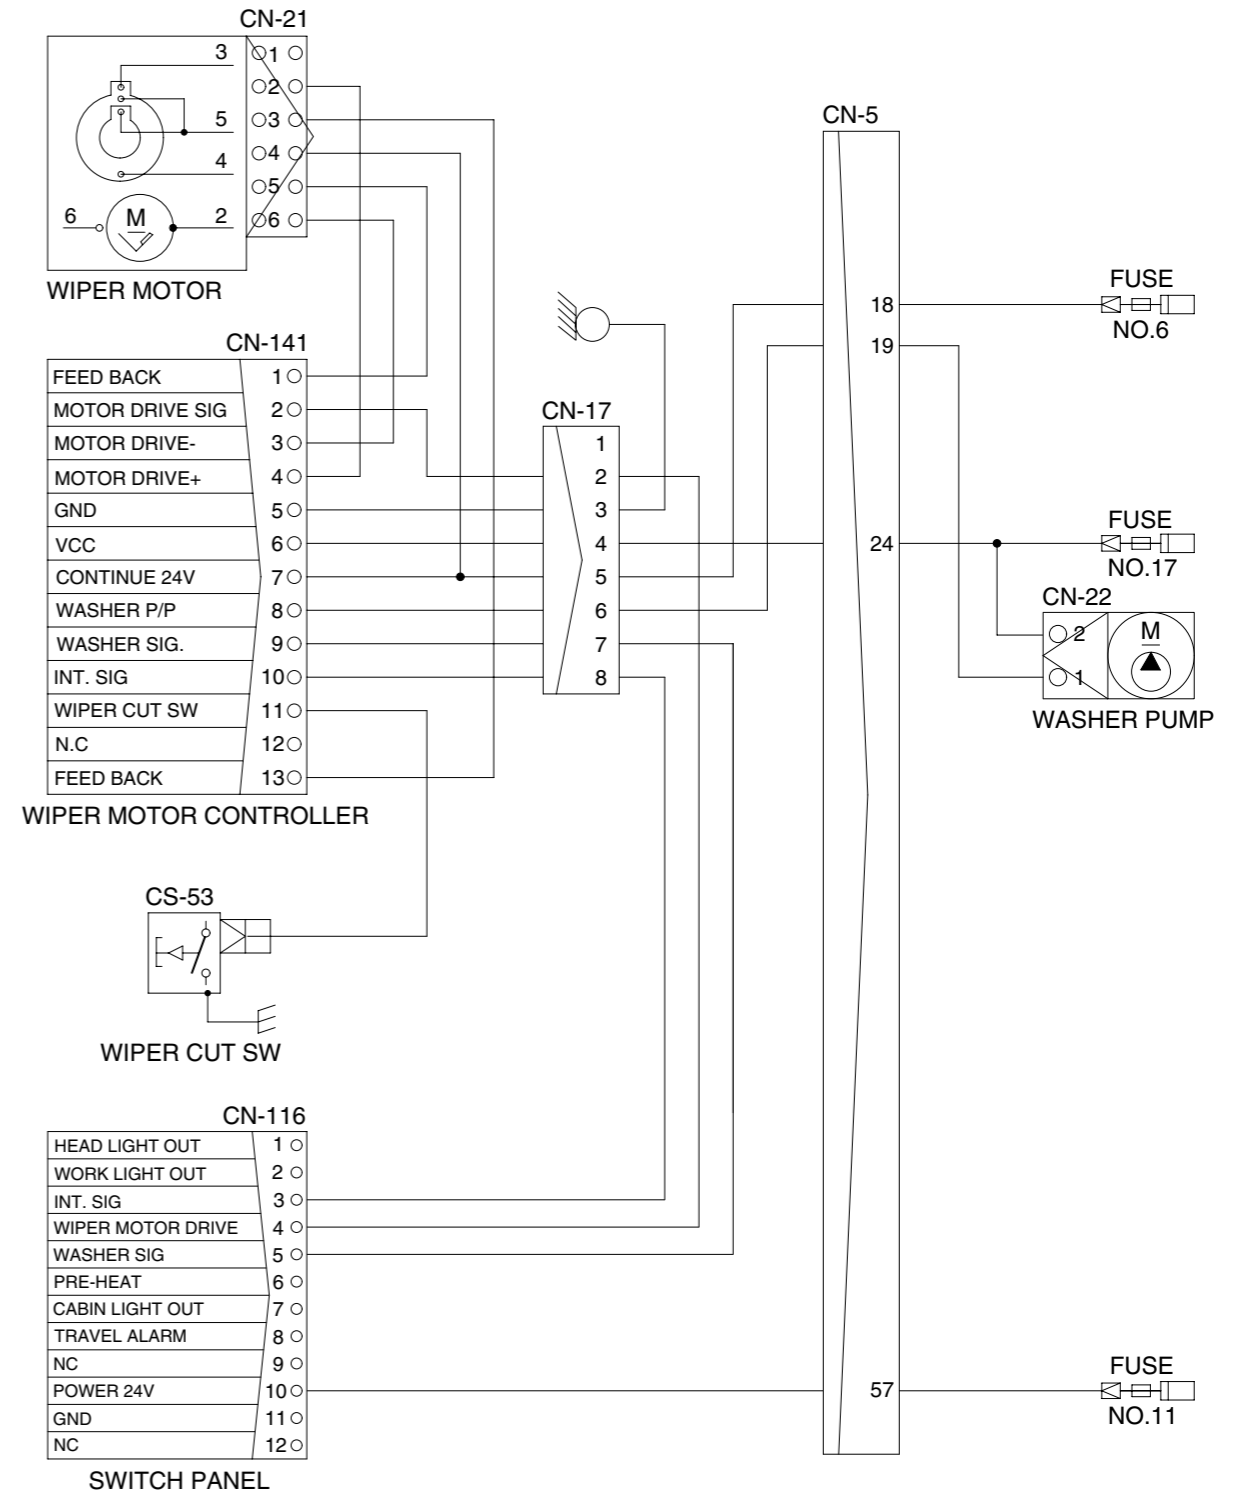 CN-21
3
1
2
5
3
4
4
5
6
M
2
6
WIPER MOTOR
CN-141
FEED BACK 1
MOTOR DRIVE SIG 2
MOTOR DRIVE- 3
MOTOR DRIVE+ 4
GND 5
VCC 6
CONTINUE 24V 7
WASHER P/P 8
WASHER SIG. 9
INT. SIG 10
WIPER CUT SW 11
N.C 12
FEED BACK 13
WIPER MOTOR CONTROLLER
CN-17
1
2
3
4
5
6
7
8
CN-5
18
19
24
57
FUSE
NO.6
FUSE
NO.17
CN-22
2
M
1
WASHER PUMP
CS-53
WIPER CUT SW
CN-116
HEAD LIGHT OUT 1
WORK LIGHT OUT 2
INT. SIG 3
WIPER MOTOR DRIVE 4
WASHER SIG 5
PRE-HEAT 6
CABIN LIGHT OUT 7
TRAVEL ALARM 8
NC 9
POWER 24V 10
GND 11
NC 12
SWITCH PANEL
FUSE
NO.11